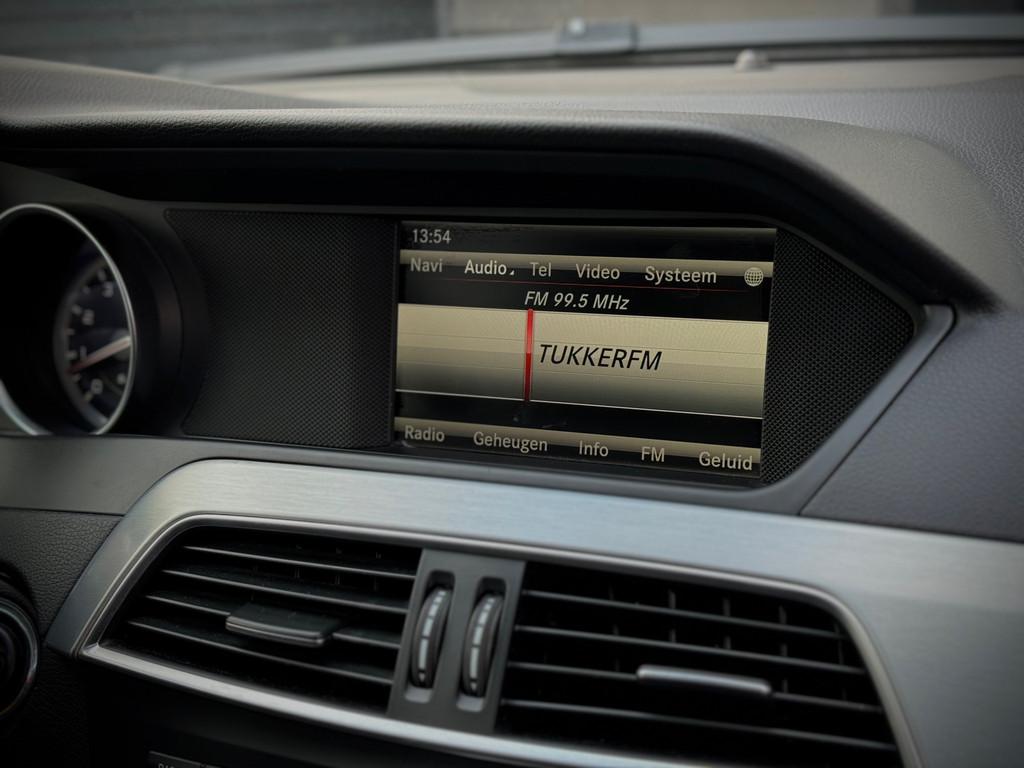 13:54
Navi Audio Tel Video Systeem
FM 99.5 MHz
TUKKERFM
Radio Geheugen Info FM Geluid